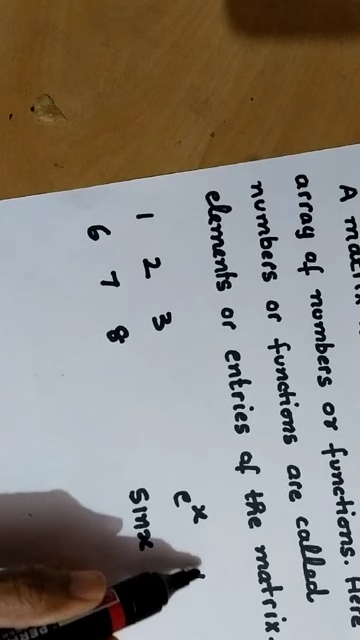 A matrix
array of numbers or functions. Here
numbers or functions are called
elements or entries of the matrix.
1 2 3 e^x
6 7 8 sinx